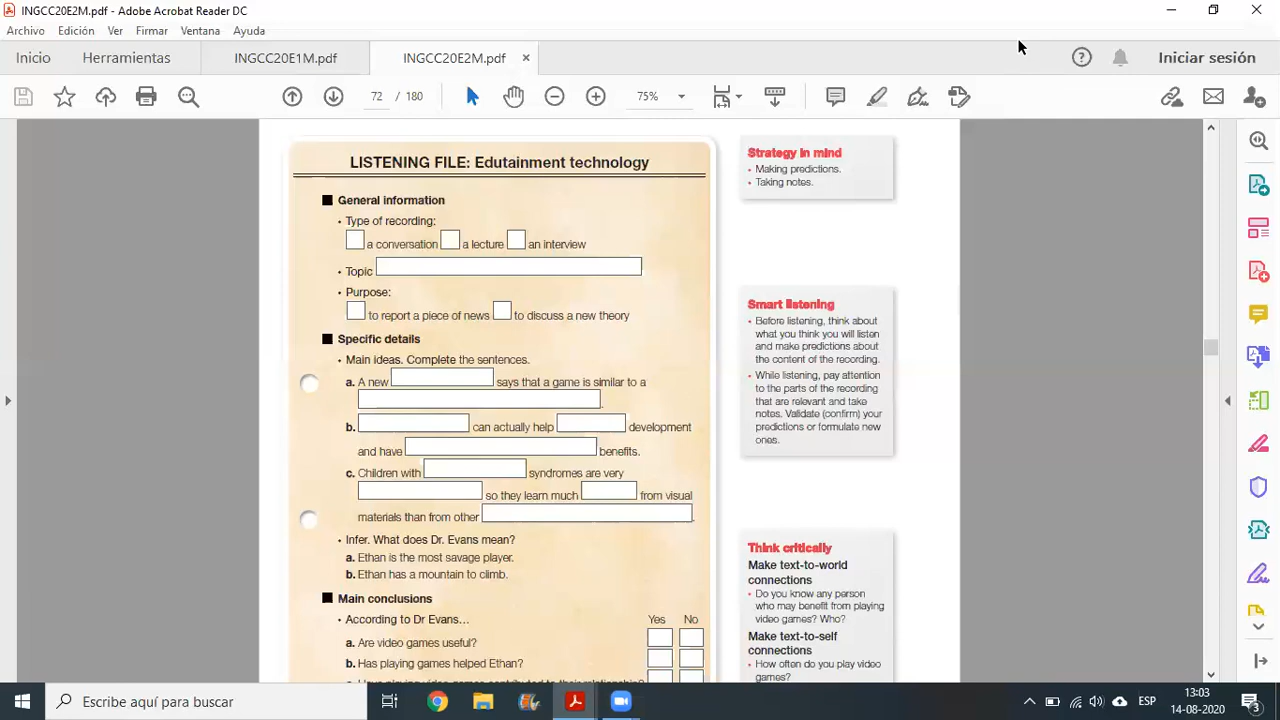 INGCC20E2M.pdf - Adobe Acrobat Reader DC
Archivo Edición Ver Firmar Ventana Ayuda
Inicio Herramientas INGCC20E1M.pdf INGCC20E2M.pdf × Iniciar sesión
72 / 180 75%
LISTENING FILE: Edutainment technology
General information
• Type of recording:
a conversation a lecture an interview
• Topic
• Purpose:
to report a piece of news to discuss a new theory
Specific details
• Main ideas. Complete the sentences.
a. A new says that a game is similar to a
.
b. can actually help development
and have benefits.
c. Children with syndromes are very
so they learn much from visual
materials than from other .
• Infer. What does Dr. Evans mean?
a. Ethan is the most savage player.
b. Ethan has a mountain to climb.
Main conclusions
• According to Dr Evans... Yes No
a. Are video games useful?
b. Has playing games helped Ethan?
Strategy in mind
• Making predictions.
• Taking notes.
Smart listening
• Before listening, think about
what you think you will listen
and make predictions about
the content of the recording.
• While listening, pay attention
to the parts of the recording
that are relevant and take
notes. Validate (confirm) your
predictions or formulate new
ones.
Think critically
Make text-to-world
connections
• Do you know any person
who may benefit from playing
video games? Who?
Make text-to-self
connections
• How often do you play video
games?
Escribe aquí para buscar
ESP
13:03
14-08-2020
3